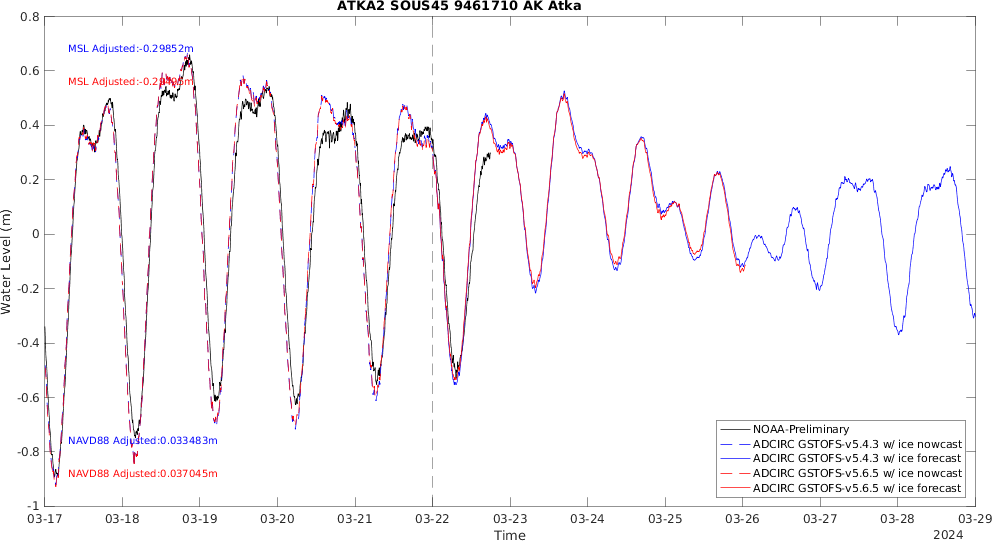 ATKA2 SOUS45 9461710 AK Atka
0.8
0.6
0.4
0.2
0
-0.2
-0.4
-0.6
-0.8
-1
Water Level (m)
MSL Adjusted:-0.29852m
MSL Adjusted:
NAVD88 Adjusted:0.033483m
NAVD88 Adjusted:0.037045m
NOAA-Preliminary
ADCIRC GSTOFS-v5.4.3 w/ ice nowcast
ADCIRC GSTOFS-v5.4.3 w/ ice forecast
ADCIRC GSTOFS-v5.6.5 w/ ice nowcast
ADCIRC GSTOFS-v5.6.5 w/ ice forecast
03-17 03-18 03-19 03-20 03-21 03-22 03-23 03-24 03-25 03-26 03-27 03-28 03-29
Time
2024